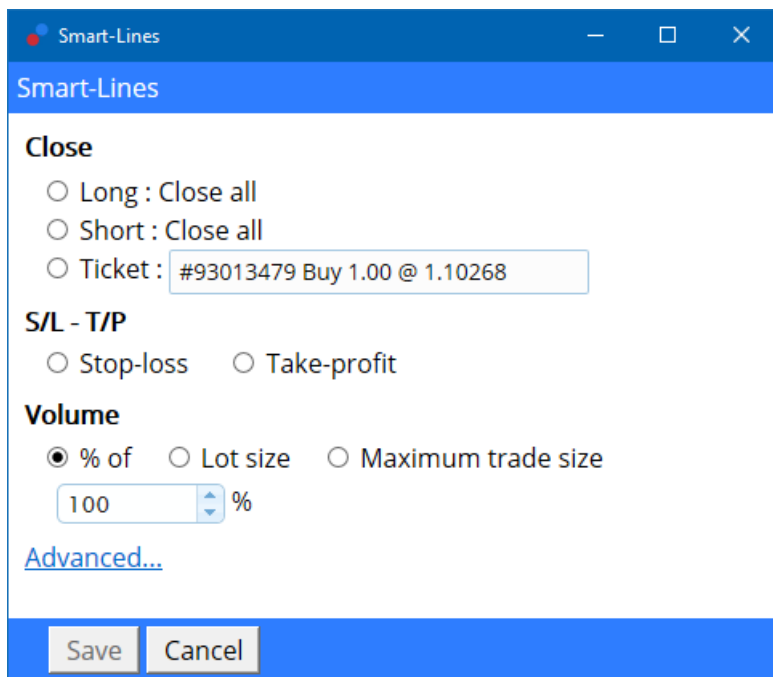 Smart-Lines
Smart-Lines
Close
Long : Close all
Short : Close all
Ticket : #93013479 Buy 1.00 @ 1.10268
S/L - T/P
Stop-loss Take-profit
Volume
% of Lot size Maximum trade size
100 %
Advanced...
Save Cancel